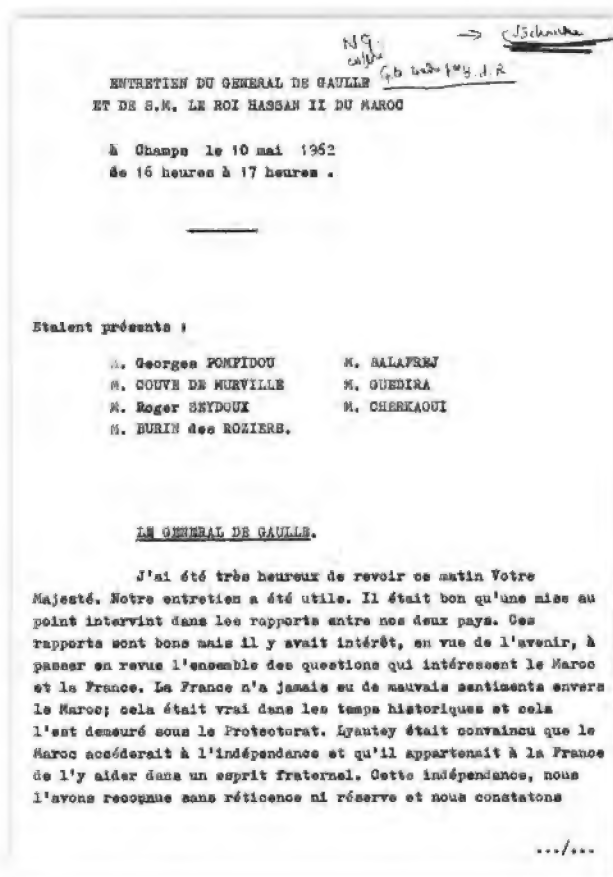 NG.
ENTRETIEN DU GENERAL DE GAULLE
ET DE S.M. LE ROI HASSAN II DU MAROC
à Champs le 10 mai 1962
de 16 heures à 17 heures .
Etaient présents :
M. Georges POMPIDOU M. BALAFREJ
M. COUVE DE MURVILLE M. GUEDIRA
M. Roger SEYDOUX M. CHERKAOUI
M. BURIN des ROZIERS.
LE GENERAL DE GAULLE.
J'ai été très heureux de revoir ce matin Votre
Majesté. Notre entretien a été utile. Il était bon qu'une mise au
point intervint dans les rapports entre nos deux pays. Ces
rapports sont bons mais il y avait intérêt, en vue de l'avenir, à
passer en revue l'ensemble des questions qui intéressent le Maroc
et la France. La France n'a jamais eu de mauvais sentiments envers
le Maroc; cela était vrai dans les temps historiques et cela
l'est demeuré sous le Protectorat. Lyautey était convaincu que le
Maroc accéderait à l'indépendance et qu'il appartenait à la France
de l'y aider dans un esprit fraternel. Cette indépendance, nous
l'avons reconnue sans réticence ni réserve et nous constatons
.../...